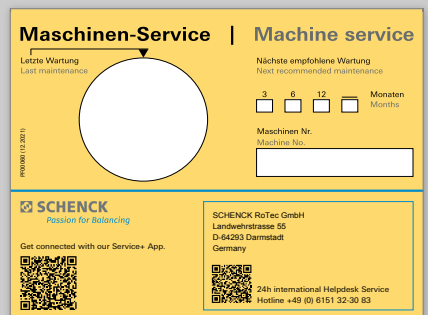 Maschinen-Service | Machine service
Letzte Wartung
Last maintenance
Nächste empfohlene Wartung
Next recommended maintenance
3 6 12 __ Monaten
Months
Maschinen Nr.
Machine No.
PR00060 (12.2021)
SCHENCK
Passion for Balancing
Get connected with our Service+ App.
SCHENCK RoTec GmbH
Landwehrstrasse 55
D-64293 Darmstadt
Germany
24h international Helpdesk Service
Hotline +49 (0) 6151 32-30 83